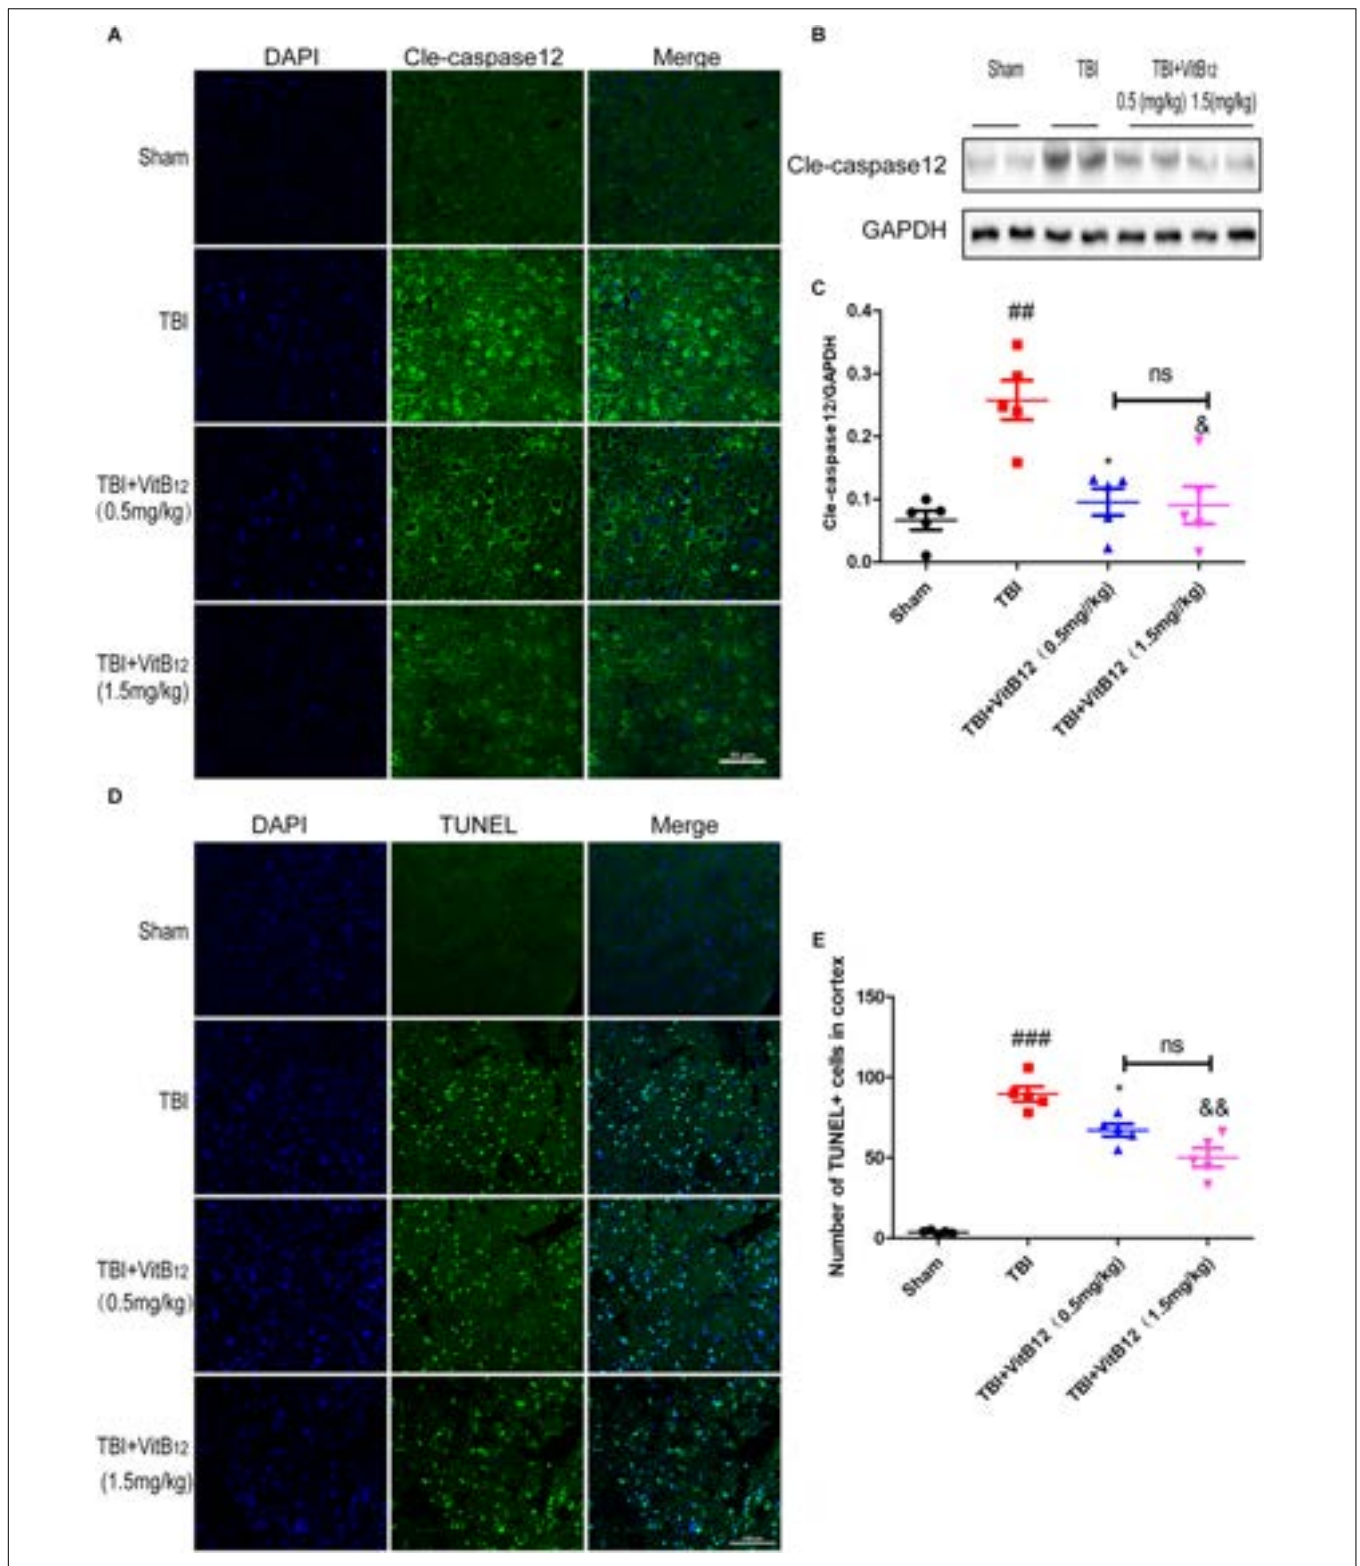 A
DAPI Cle-caspase12 Merge
Sham
TBI
TBI+VitB12
(0.5mg/kg)
TBI+VitB12
(1.5mg/kg)
B
Sham TBI TBI+VitB12
0.5 (mg/kg) 1.5(mg/kg)
Cle-caspase12
GAPDH
C
Cle-caspase12/GAPDH
0.4
0.3
0.2
0.1
0.0
##
*
ns
&
Sham
TBI
TBI+VitB12（0.5mg//kg)
TBI+VitB12（1.5mg//kg)
D
DAPI TUNEL Merge
Sham
TBI
TBI+VitB12
(0.5mg/kg)
TBI+VitB12
(1.5mg/kg)
E
Number of TUNEL+ cells in cortex
150
100
50
0
###
*
ns
&&
Sham
TBI
TBI+VitB12（0.5mg/kg)
TBI+VitB12（1.5mg/kg)